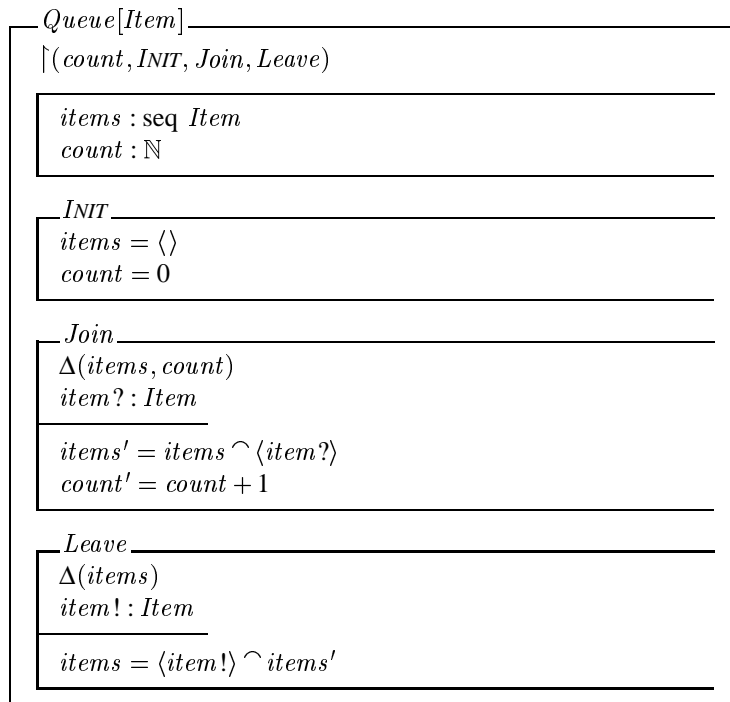 Queue[Item]
↾(count, INIT, Join, Leave)
items : seq Item
count : ℕ
INIT
items = ⟨⟩
count = 0
Join
Δ(items, count)
item? : Item
items′ = items ⌢ ⟨item?⟩
count′ = count + 1
Leave
Δ(items)
item! : Item
items = ⟨item!⟩ ⌢ items′